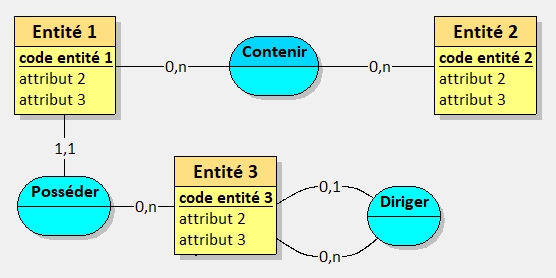 Entité 1
code entité 1
attribut 2
attribut 3
0,n
Contenir
0,n
Entité 2
code entité 2
attribut 2
attribut 3
1,1
Posséder
0,n
Entité 3
code entité 3
attribut 2
attribut 3
0,1
0,n
Diriger